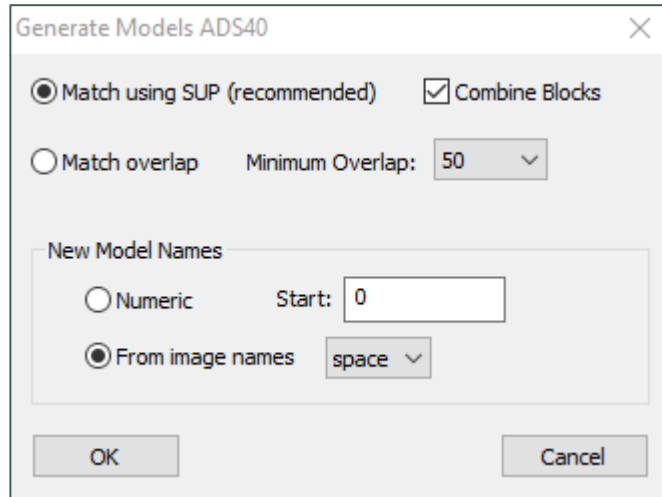 Generate Models ADS40
Match using SUP (recommended) Combine Blocks
Match overlap Minimum Overlap: 50
New Model Names
Numeric Start: 0
From image names space
OK Cancel